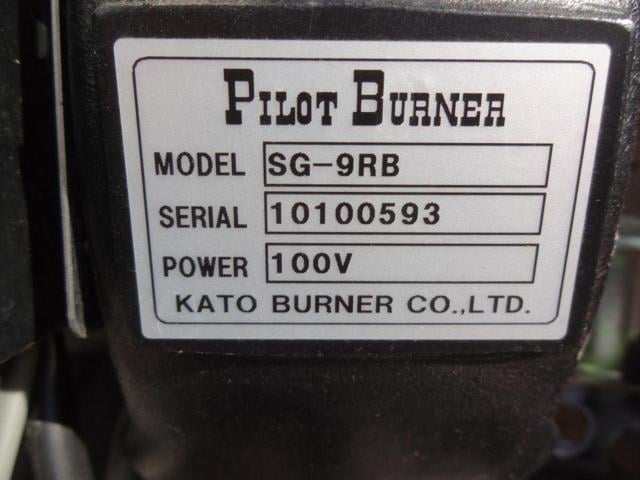 PILOT BURNER
MODEL SG-9RB
SERIAL 10100593
POWER 100V
KATO BURNER CO.,LTD.